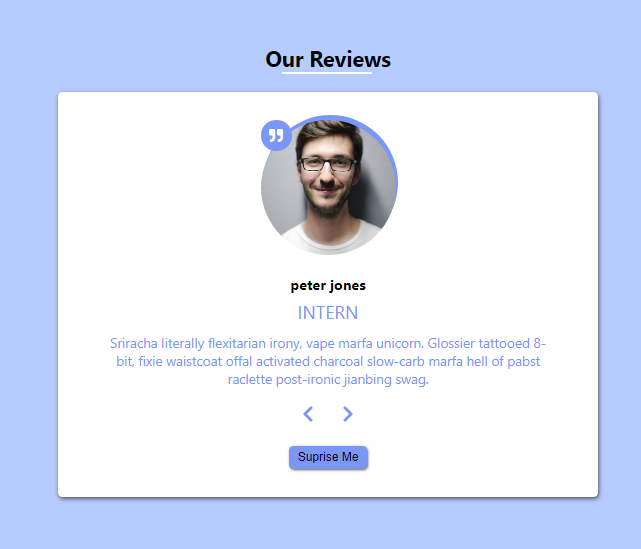 Our Reviews
peter jones
INTERN
Sriracha literally flexitarian irony, vape marfa unicorn. Glossier tattooed 8-
bit, fixie waistcoat offal activated charcoal slow-carb marfa hell of pabst
raclette post-ironic jianbing swag.
Suprise Me